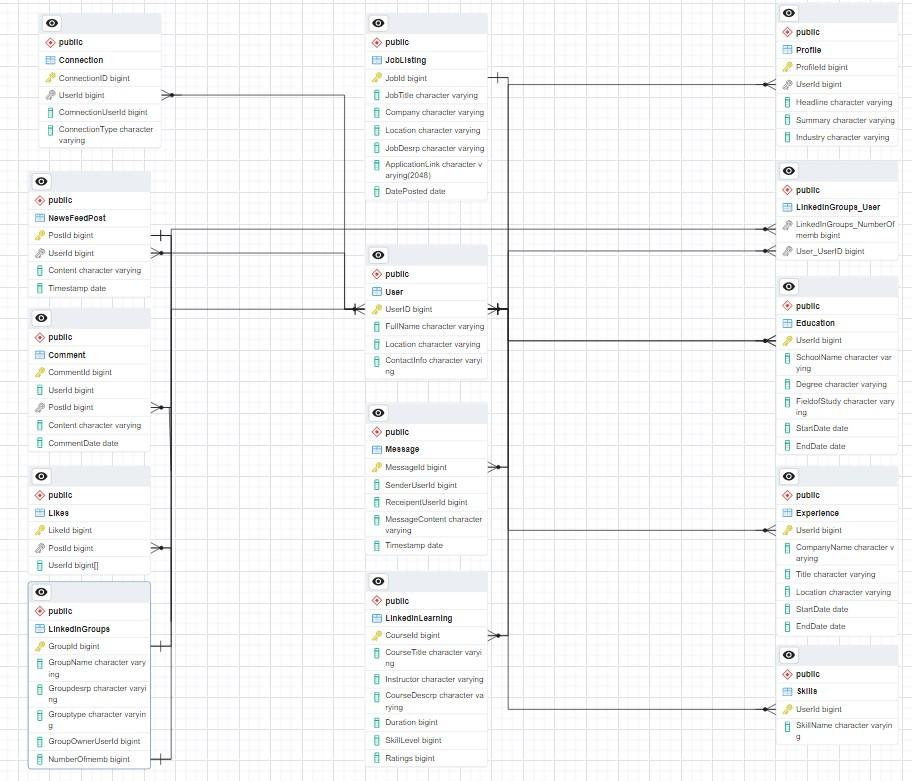 public
Connection
ConnectionID bigint
UserId bigint
ConnectionUserId bigint
ConnectionType character
varying
public
NewsFeedPost
PostId bigint
UserId bigint
Content character varying
Timestamp date
public
Comment
CommentId bigint
UserId bigint
PostId bigint
Content character varying
CommentDate date
public
Likes
LikeId bigint
PostId bigint
UserId bigint[]
public
LinkedInGroups
GroupId bigint
GroupName character vary
ing
Groupdesrp character varyi
ng
Grouptype character varyin
g
GroupOwnerUserId bigint
NumberOfmemb bigint
public
JobListing
JobId bigint
JobTitle character varying
Company character varying
Location character varying
JobDesrp character varying
ApplicationLink character v
arying(2048)
DatePosted date
public
User
UserID bigint
FullName character varying
Location character varying
ContactInfo character varyi
ng
public
Message
MessageId bigint
SenderUserId bigint
ReceipentUserId bigint
MessageContent character
varying
Timestamp date
public
LinkedInLearning
CourseId bigint
CourseTitle character varyi
ng
Instructor character varying
CourseDescrp character va
rying
Duration bigint
SkillLevel bigint
Ratings bigint
public
Profile
ProfileId bigint
UserId bigint
Headline character varying
Summary character varying
Industry character varying
public
LinkedInGroups_User
LinkedInGroups_NumberOf
memb bigint
User_UserID bigint
public
Education
UserId bigint
SchoolName character var
ying
Degree character varying
FieldofStudy character vary
ing
StartDate date
EndDate date
public
Experience
UserId bigint
CompanyName character v
arying
Title character varying
Location character varying
StartDate date
EndDate date
public
Skills
UserId bigint
SkillName character varyin
g